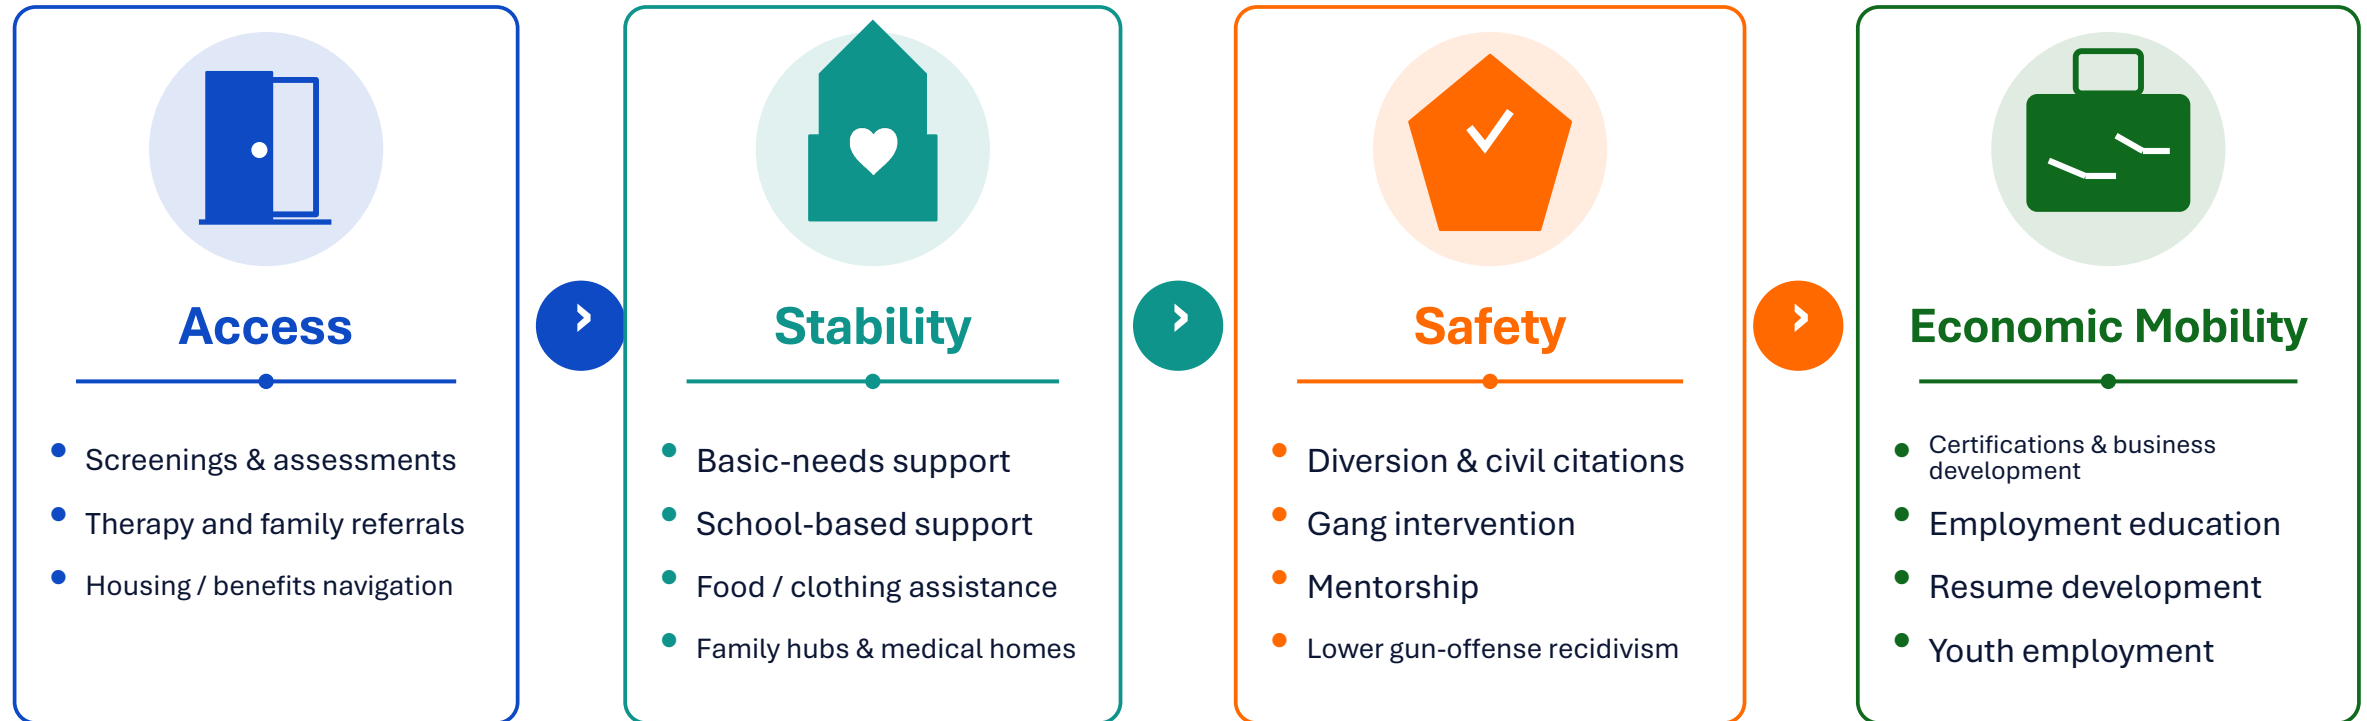 Access
Screenings & assessments
Therapy and family referrals
Housing / benefits navigation
›
Stability
Basic-needs support
School-based support
Food / clothing assistance
Family hubs & medical homes
›
Safety
Diversion & civil citations
Gang intervention
Mentorship
Lower gun-offense recidivism
›
Economic Mobility
Certifications & business
development
Employment education
Resume development
Youth employment